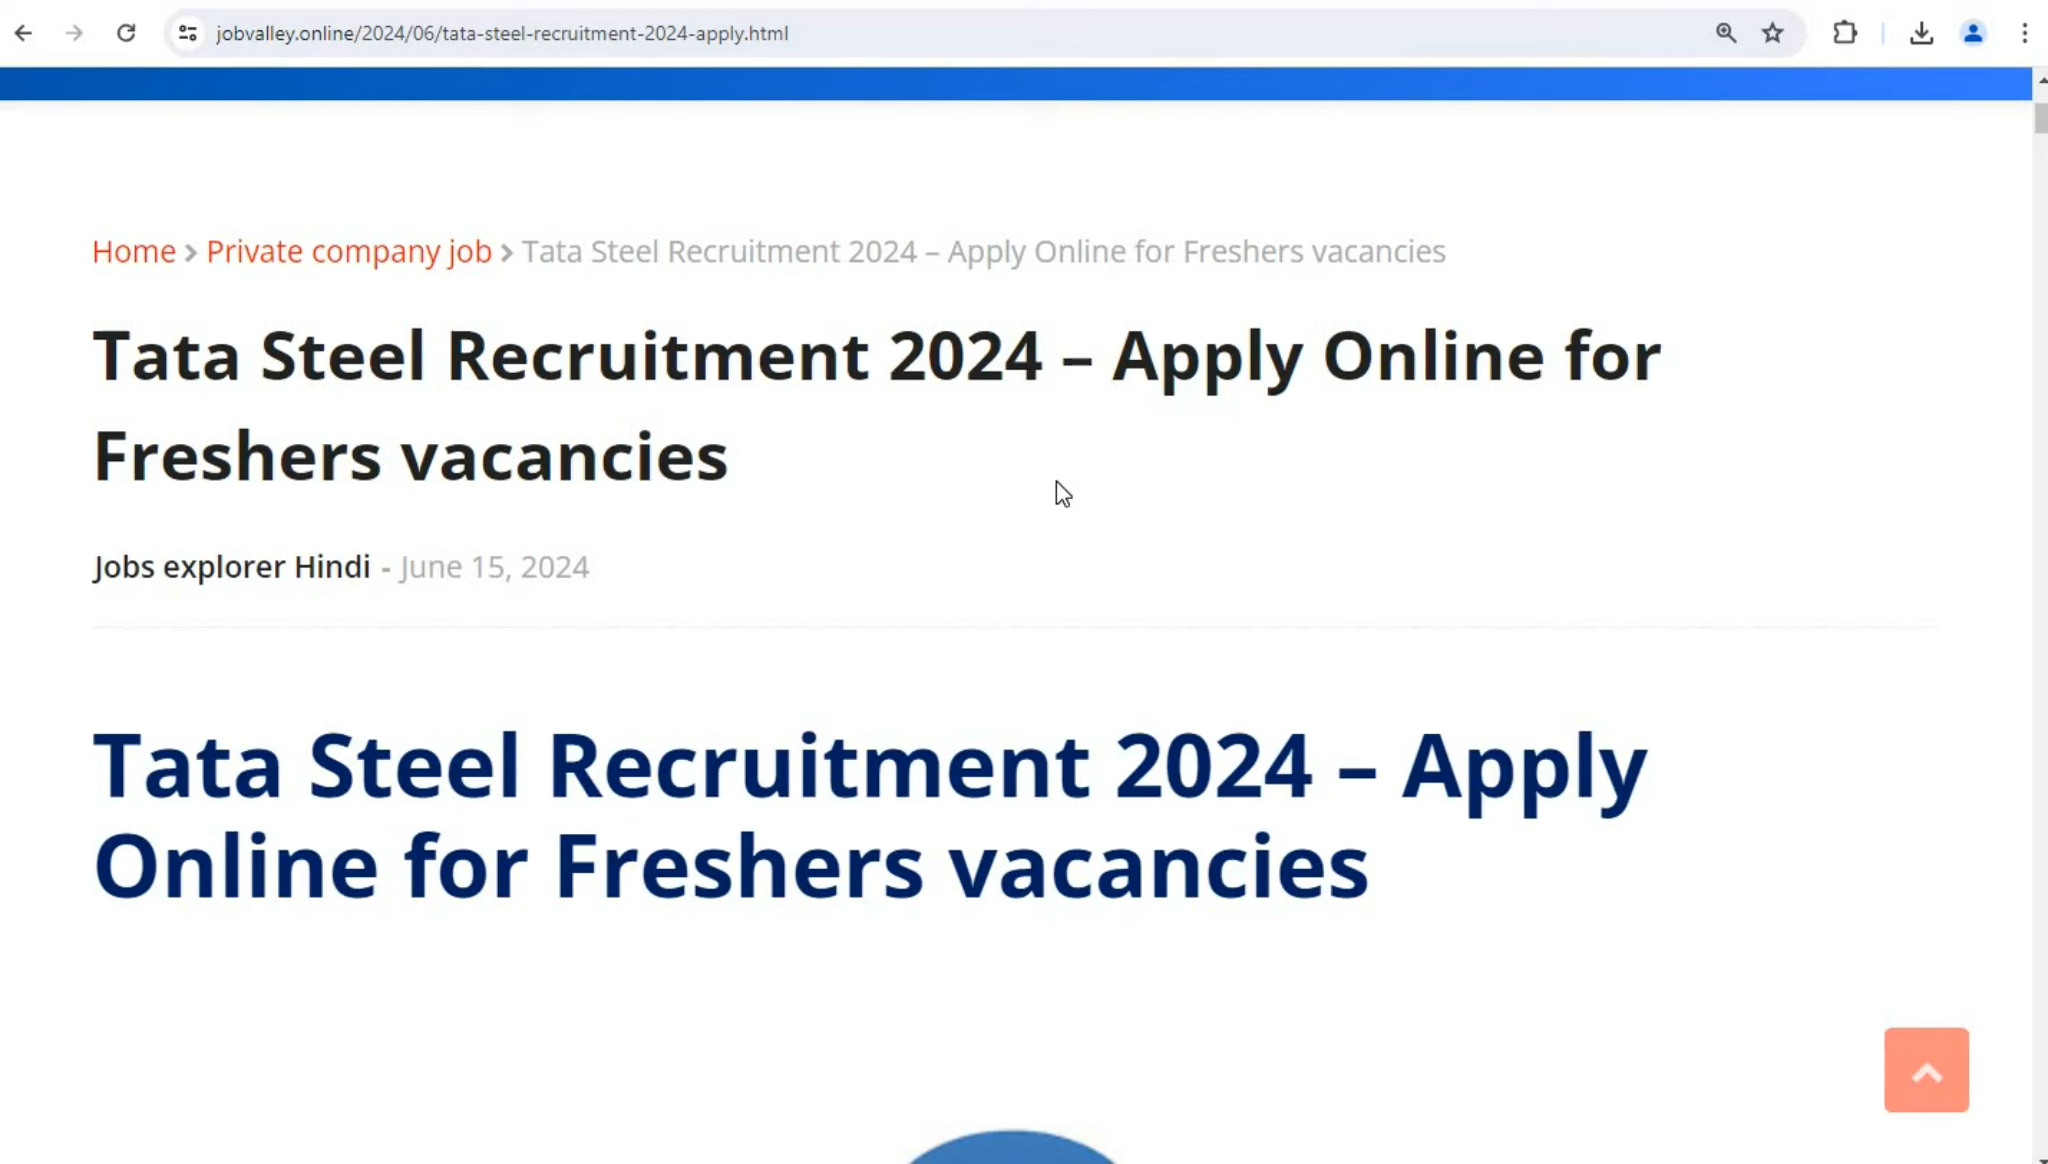 jobvalley.online/2024/06/tata-steel-recruitment-2024-apply.html
Home > Private company job > Tata Steel Recruitment 2024 – Apply Online for Freshers vacancies
Tata Steel Recruitment 2024 – Apply Online for
Freshers vacancies
Jobs explorer Hindi - June 15, 2024
Tata Steel Recruitment 2024 – Apply
Online for Freshers vacancies